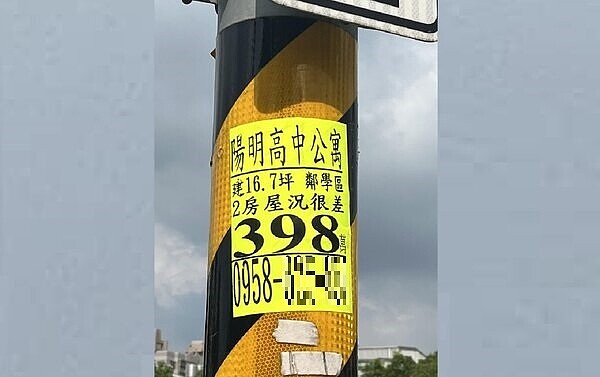 陽明高中公寓
建16.7坪 鄰學區
2房屋況很差
398萬
0958-